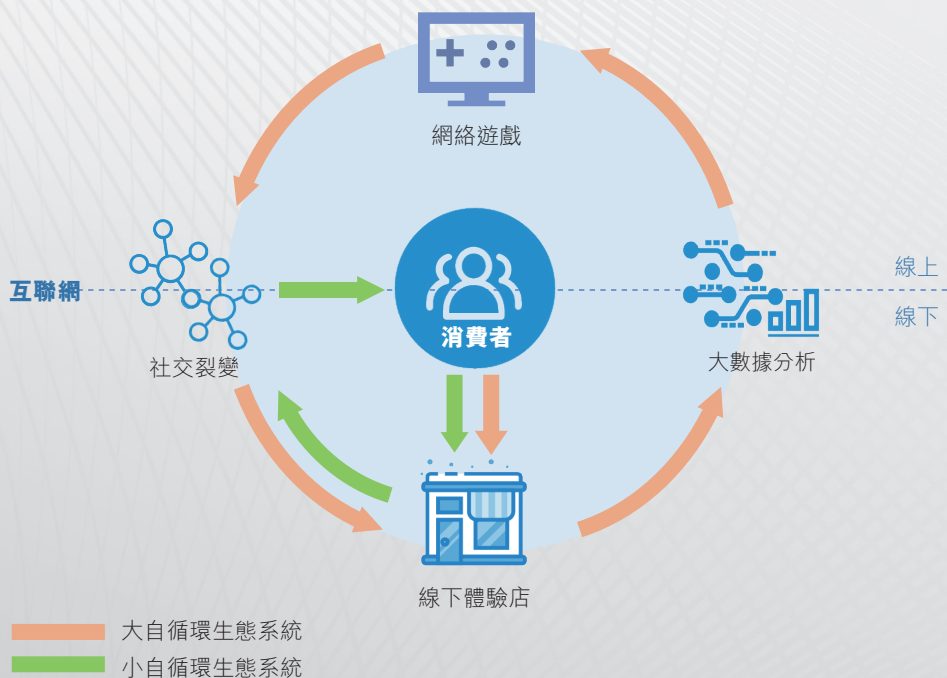 網絡遊戲
互聯網
線上
線下
消費者
社交裂變
大數據分析
線下體驗店
大自循環生態系統
小自循環生態系統